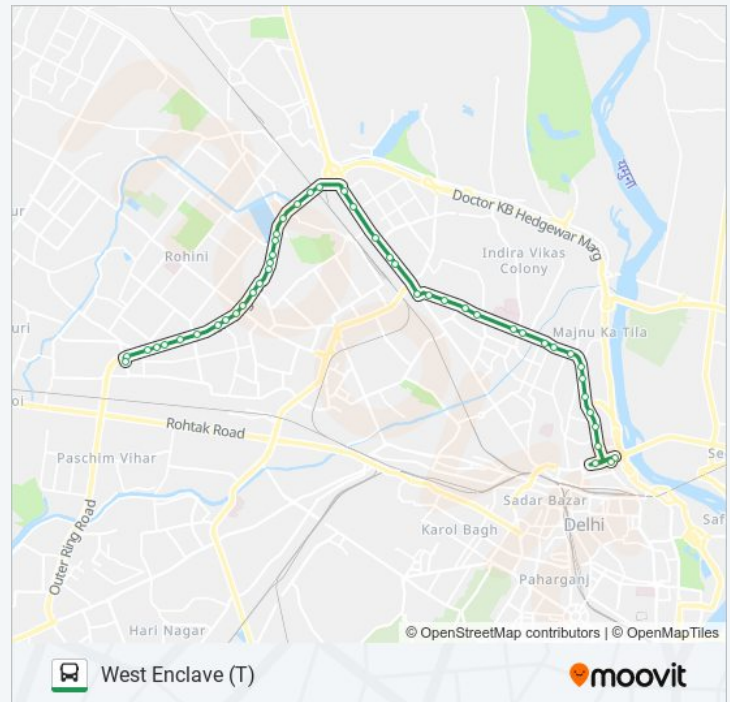 Doctor KB Hedgewar Marg
Indira Vikas
Colony
Rohini
ur
uri
Majnu Ka Tila
oi
Rohtak Road
Paschim Vihar
Se
Sadar Bazar
Delhi
Saf
Karol Bagh
Outer Ring Road
Paharganj
Hari Nagar
© OpenStreetMap contributors | © OpenMapTiles
West Enclave (T)
moovit